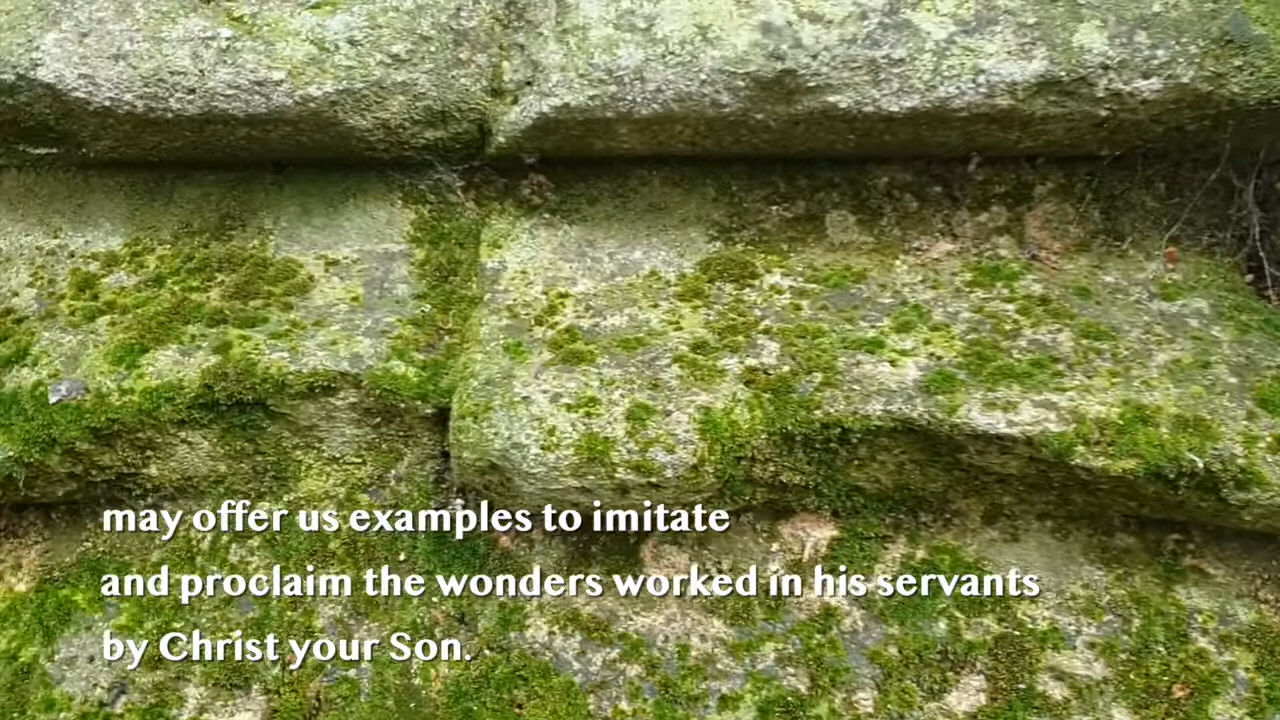 may offer us examples to imitate
and proclaim the wonders worked in his servants
by Christ your Son.